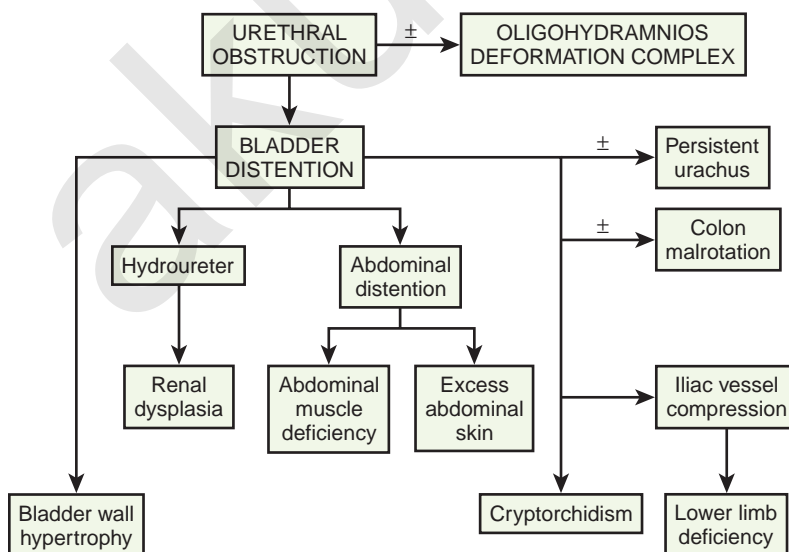 URETHRAL
OBSTRUCTION
±
OLIGOHYDRAMNIOS
DEFORMATION COMPLEX
BLADDER
DISTENTION
±
Persistent
urachus
±
Colon
malrotation
Hydroureter
Abdominal
distention
Renal
dysplasia
Abdominal
muscle
deficiency
Excess
abdominal
skin
Iliac vessel
compression
Bladder wall
hypertrophy
Cryptorchidism
Lower limb
deficiency